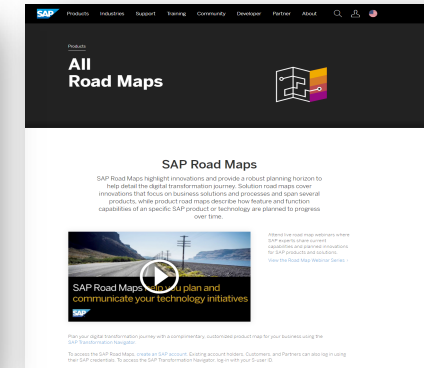 SAP Products Industries Support Training Community Developer Partner About
Products
All
Road Maps
SAP Road Maps
SAP Road Maps highlight innovations and provide a robust planning horizon to
help detail the digital transformation journey. Solution road maps cover
innovations that focus on business solutions and processes and span several
products, while product road maps describe how feature and function
capabilities of an specific SAP product or technology are planned to progress
over time.
SAP Road Maps help you plan and
communicate your technology initiatives
SAP
Attend live road map webinars where
SAP experts share current
capabilities and planned innovations
for SAP products and solutions.
View the Road Map Webinar Series
Plan your digital transformation journey with a complimentary, customized product map for your business using the
SAP Transformation Navigator.
To access the SAP Road Maps, create an SAP account. Existing account holders, Customers, and Partners can also log in using
their SAP credentials. To access the SAP Transformation Navigator, log-in with your S-user ID.